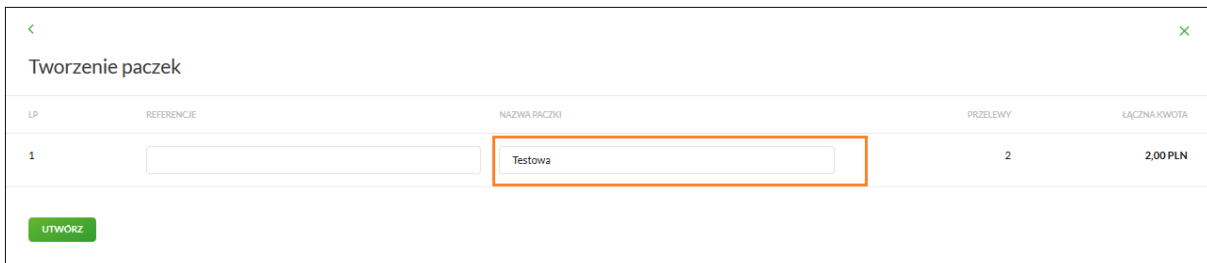 Tworzenie paczek
LP REFERENCJE NAZWA PACZKI PRZELEWY ŁĄCZNA KWOTA
1 Testowa 2 2,00 PLN
UTWÓRZ